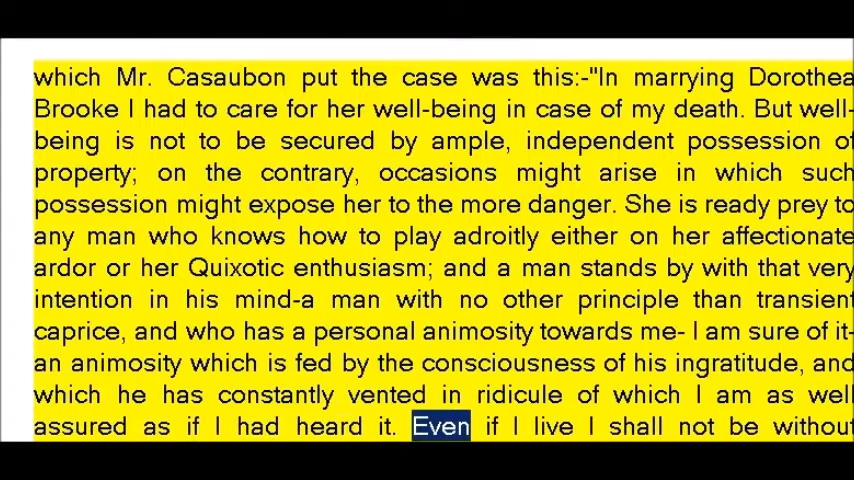 which Mr. Casaubon put the case was this:-"In marrying Dorothea
Brooke I had to care for her well-being in case of my death. But well-
being is not to be secured by ample, independent possession of
property; on the contrary, occasions might arise in which such
possession might expose her to the more danger. She is ready prey to
any man who knows how to play adroitly either on her affectionate
ardor or her Quixotic enthusiasm; and a man stands by with that very
intention in his mind-a man with no other principle than transient
caprice, and who has a personal animosity towards me- I am sure of it-
an animosity which is fed by the consciousness of his ingratitude, and
which he has constantly vented in ridicule of which I am as well
assured as if I had heard it. Even if I live I shall not be without